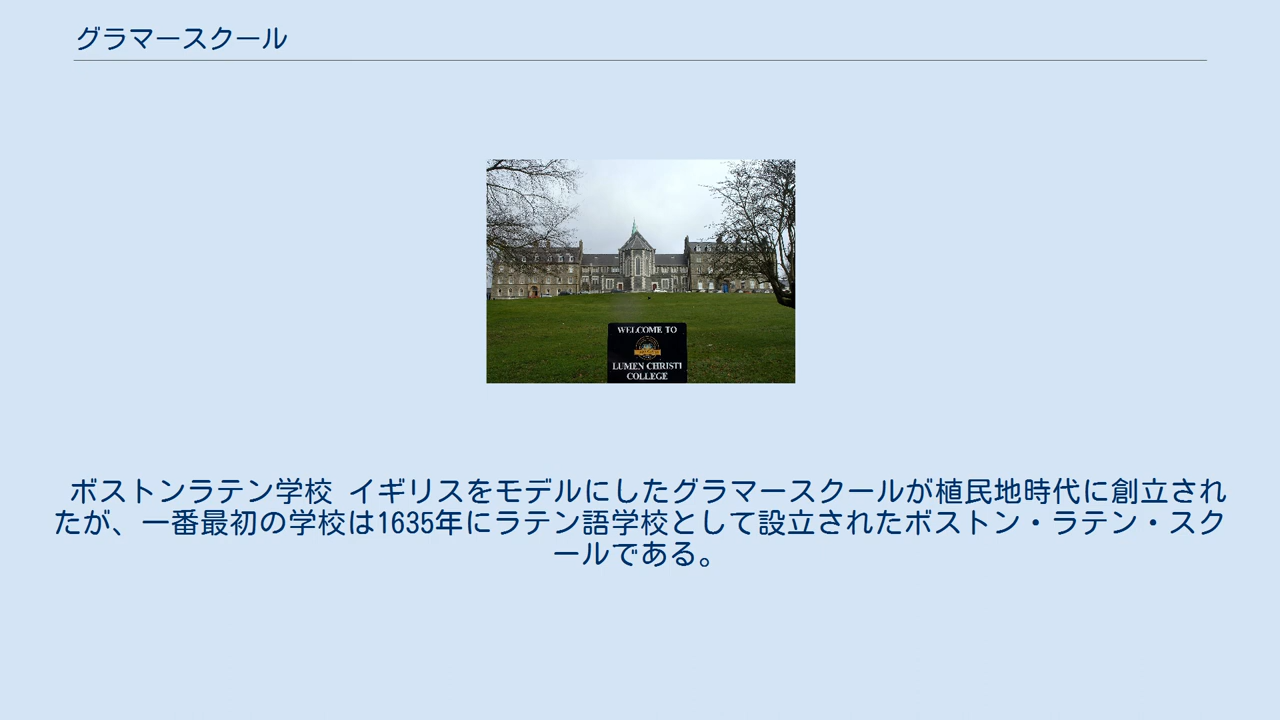 グラマースクール
WELCOME TO
LUMEN CHRISTI
COLLEGE
ボストンラテン学校 イギリスをモデルにしたグラマースクールが植民地時代に創立され
たが、一番最初の学校は1635年にラテン語学校として設立されたボストン・ラテン・スク
ールである。